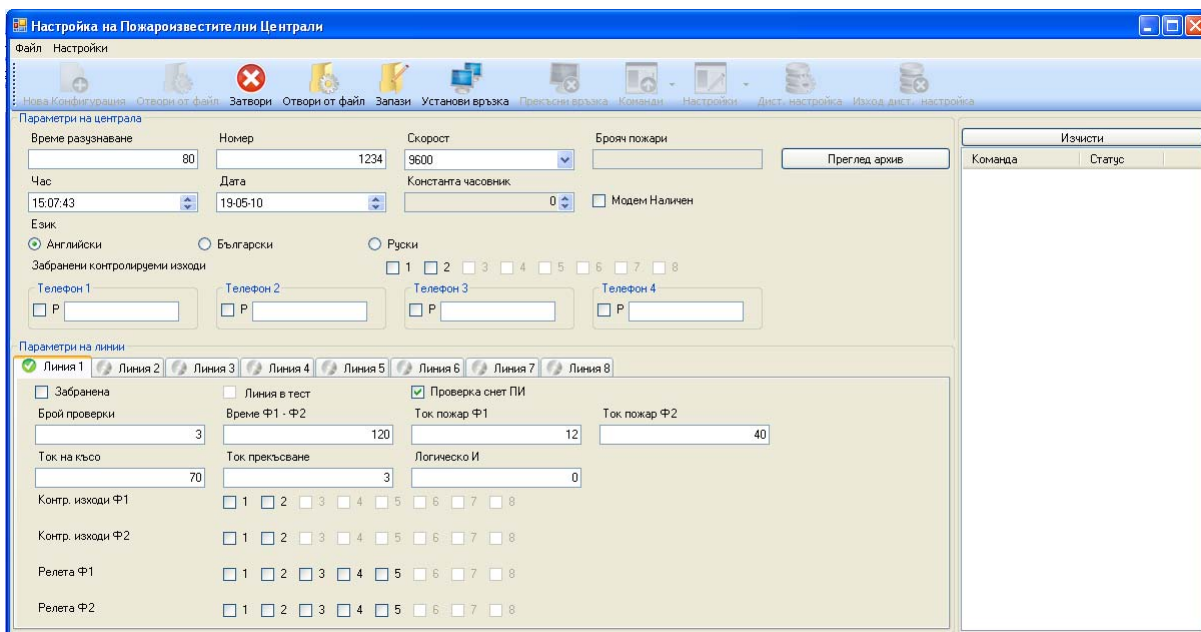 Настройка на Пожароизвестителни Централи
Файл Настройки
Нова Конфигурация Отвори от файл Затвори Отвори от файл Запази Установи връзка Прекъсни връзка Команди Настройки Дист. настройка Изход дист. настройка
Параметри на централа
Време разузнаване Номер Скорост Брояч пожари
80 1234 9600 Преглед архив
Час Дата Константа часовник
15:07:43 19-05-10 0 Модем Наличен
Език
Английски Български Руски
Забранени контролируеми изходи 1 2 3 4 5 6 7 8
Телефон 1 Телефон 2 Телефон 3 Телефон 4
P P P P
Изчисти
Команда Статус
Параметри на линии
Линия 1 Линия 2 Линия 3 Линия 4 Линия 5 Линия 6 Линия 7 Линия 8
Забранена Линия в тест Проверка снет ПИ
Брой проверки Време Ф1 - Ф2 Ток пожар Ф1 Ток пожар Ф2
3 120 12 40
Ток на късо Ток прекъсване Логическо И
70 3 0
Контр. изходи Ф1 1 2 3 4 5 6 7 8
Контр. изходи Ф2 1 2 3 4 5 6 7 8
Релета Ф1 1 2 3 4 5 6 7 8
Релета Ф2 1 2 3 4 5 6 7 8